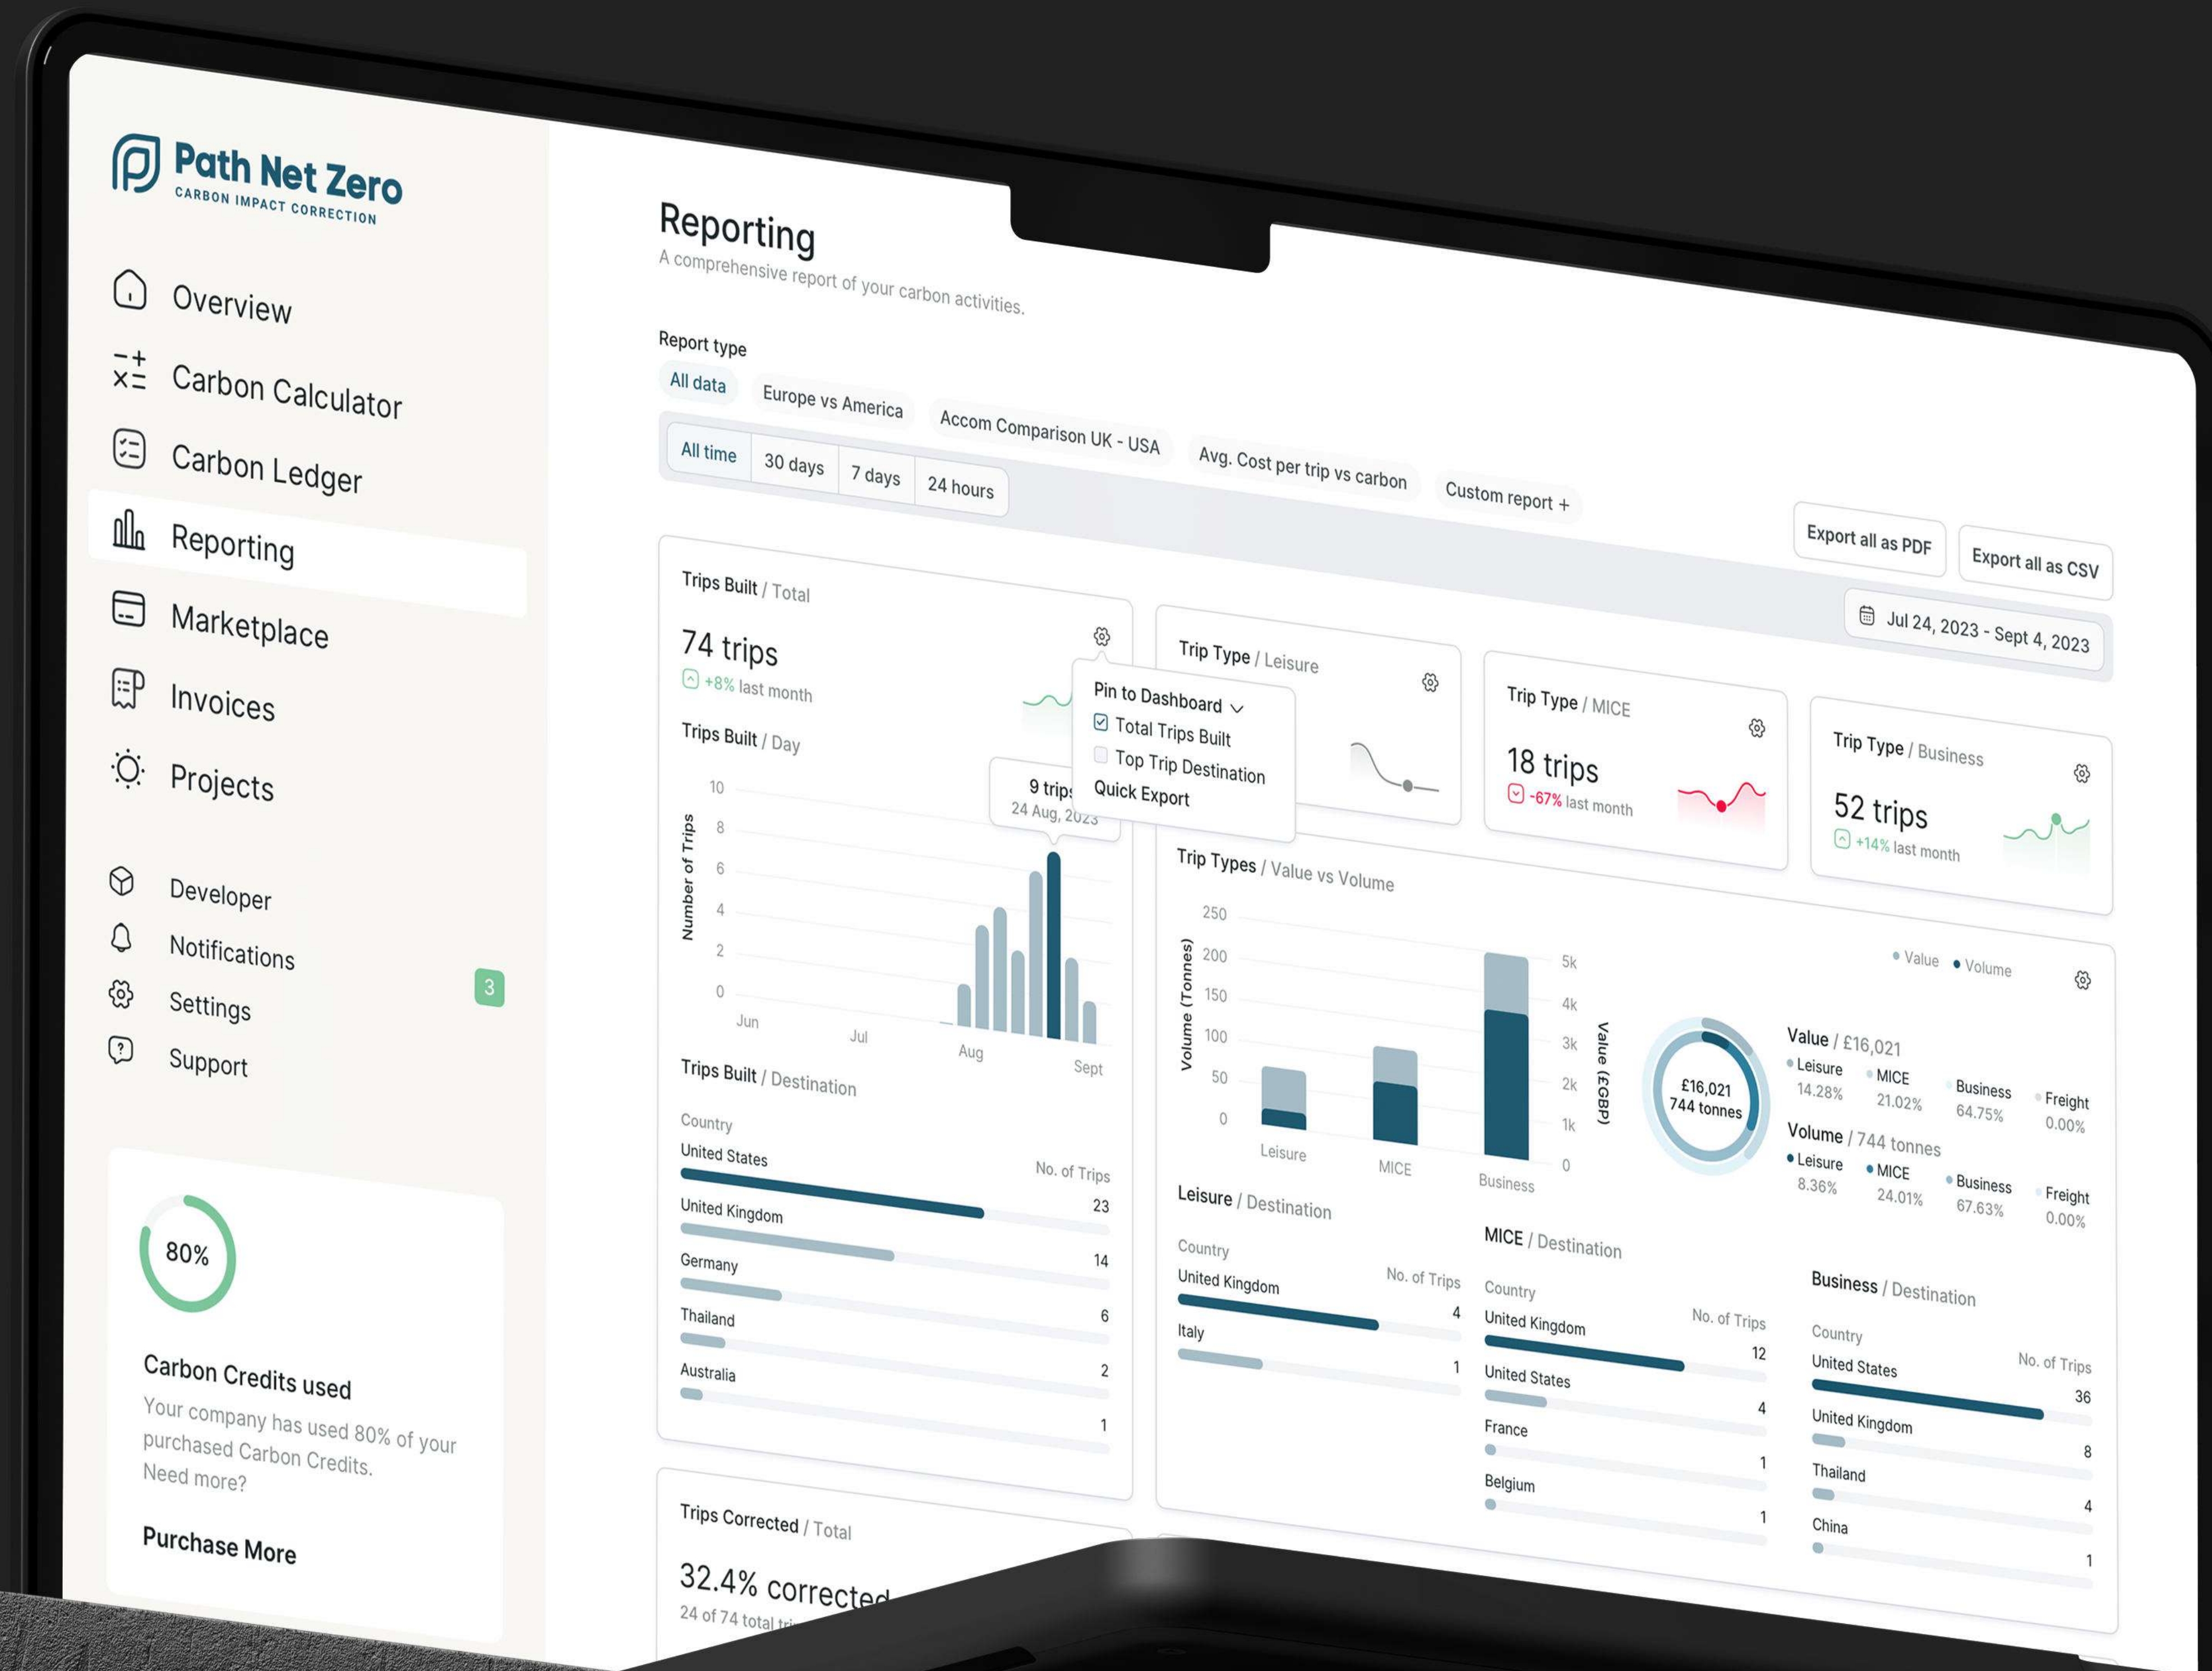 Path Net Zero
CARBON IMPACT CORRECTION
Overview
Carbon Calculator
Carbon Ledger
Reporting
Marketplace
Invoices
Projects
Developer
Notifications
3
Settings
Support
80%
Carbon Credits used
Your company has used 80% of your
purchased Carbon Credits.
Need more?
Purchase More
Reporting
A comprehensive report of your carbon activities.
Report type
All data
Europe vs America
Accom Comparison UK - USA
Avg. Cost per trip vs carbon
Custom report +
Export all as PDF
Export all as CSV
All time
30 days
7 days
24 hours
Jul 24, 2023 - Sept 4, 2023
Trips Built / Total
74 trips
+8% last month
Pin to Dashboard
Total Trips Built
Top Trip Destination
Quick Export
Trips Built / Day
9 trips
24 Aug, 2023
Number of Trips
10
8
6
4
2
0
Jun
Jul
Aug
Sept
Trips Built / Destination
Country
No. of Trips
United States
23
United Kingdom
14
Germany
6
Thailand
2
Australia
1
Trips Corrected / Total
32.4% corrected
24 of 74 total
Trip Type / Leisure
Trip Type / MICE
18 trips
-67% last month
Trip Type / Business
52 trips
+14% last month
Trip Types / Value vs Volume
Value
Volume
Volume (Tonnes)
250
200
150
100
50
0
Leisure
MICE
Business
5k
4k
3k
2k
1k
0
Value (£GBP)
£16,021
744 tonnes
Value / £16,021
Leisure
MICE
Business
Freight
14.28%
21.02%
64.75%
0.00%
Volume / 744 tonnes
Leisure
MICE
Business
Freight
8.36%
24.01%
67.63%
0.00%
Leisure / Destination
Country
No. of Trips
United Kingdom
4
Italy
1
MICE / Destination
Country
No. of Trips
United Kingdom
12
United States
4
France
1
Belgium
1
Business / Destination
Country
No. of Trips
United States
36
United Kingdom
8
Thailand
4
China
1